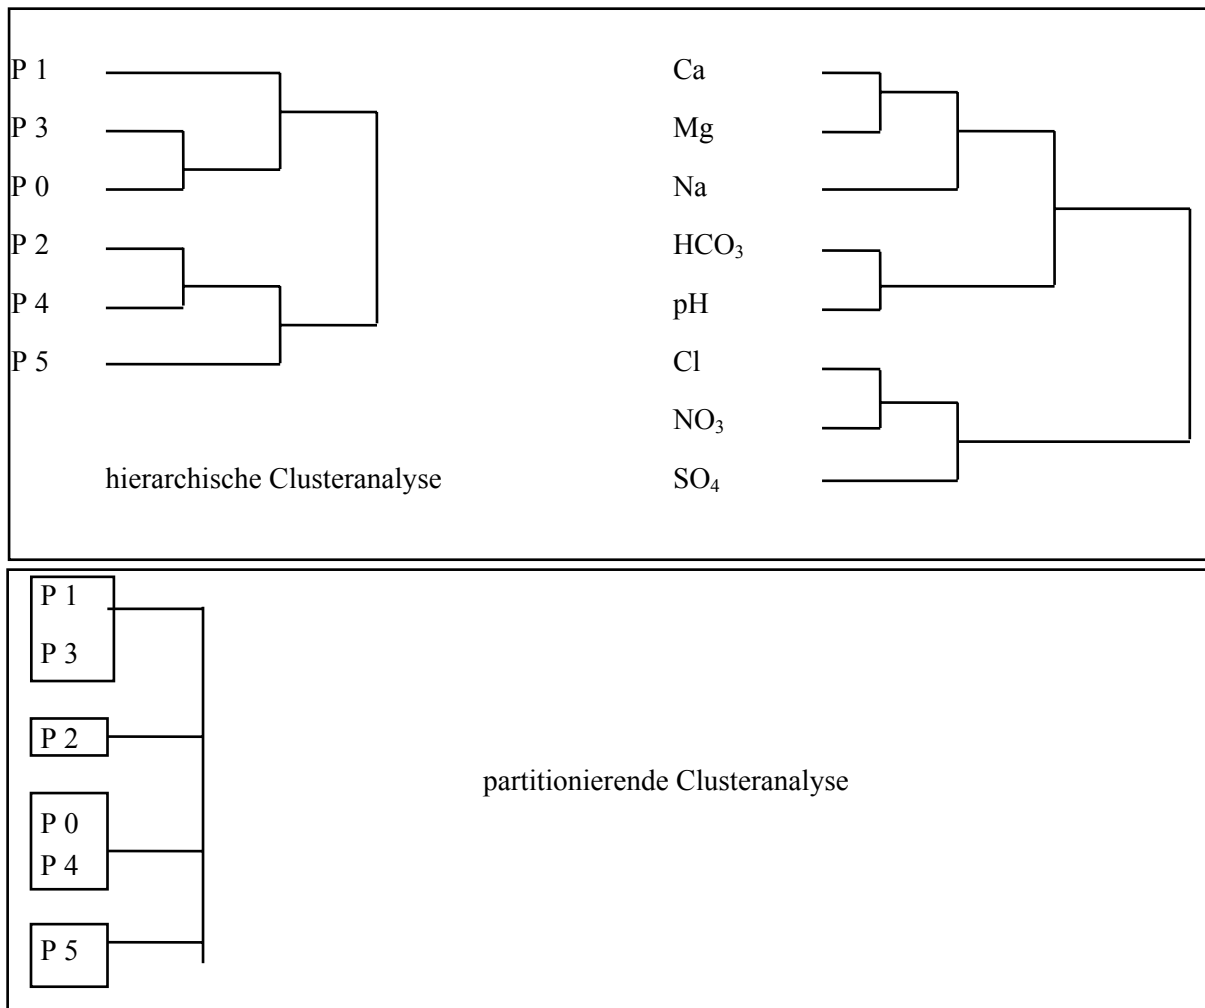 P 1
P 3
P 0
P 2
P 4
P 5
hierarchische Clusteranalyse
Ca
Mg
Na
HCO₃
pH
Cl
NO₃
SO₄
P 1
P 3
P 2
P 0
P 4
P 5
partitionierende Clusteranalyse